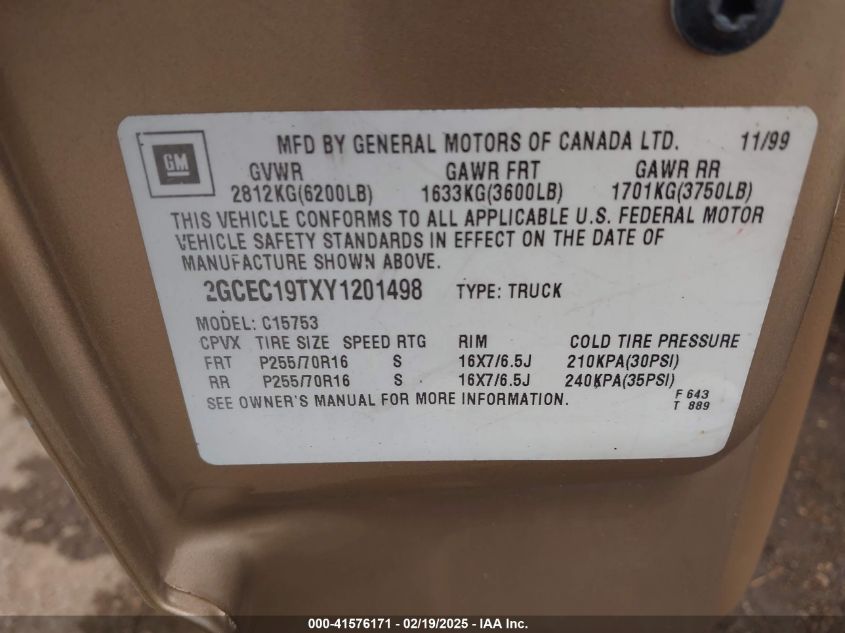 GM
MFD BY GENERAL MOTORS OF CANADA LTD. 11/99
GVWR GAWR FRT GAWR RR
2812KG(6200LB) 1633KG(3600LB) 1701KG(3750LB)
THIS VEHICLE CONFORMS TO ALL APPLICABLE U.S. FEDERAL MOTOR
VEHICLE SAFETY STANDARDS IN EFFECT ON THE DATE OF
MANUFACTURE SHOWN ABOVE.
2GCEC19TXY1201498 TYPE: TRUCK
MODEL: C15753
CPVX TIRE SIZE SPEED RTG RIM COLD TIRE PRESSURE
FRT P255/70R16 S 16X7/6.5J 210KPA(30PSI)
RR P255/70R16 S 16X7/6.5J 240KPA(35PSI)
SEE OWNER'S MANUAL FOR MORE INFORMATION.
F 643
T 889
000-41576171 - 02/19/2025 - IAA Inc.